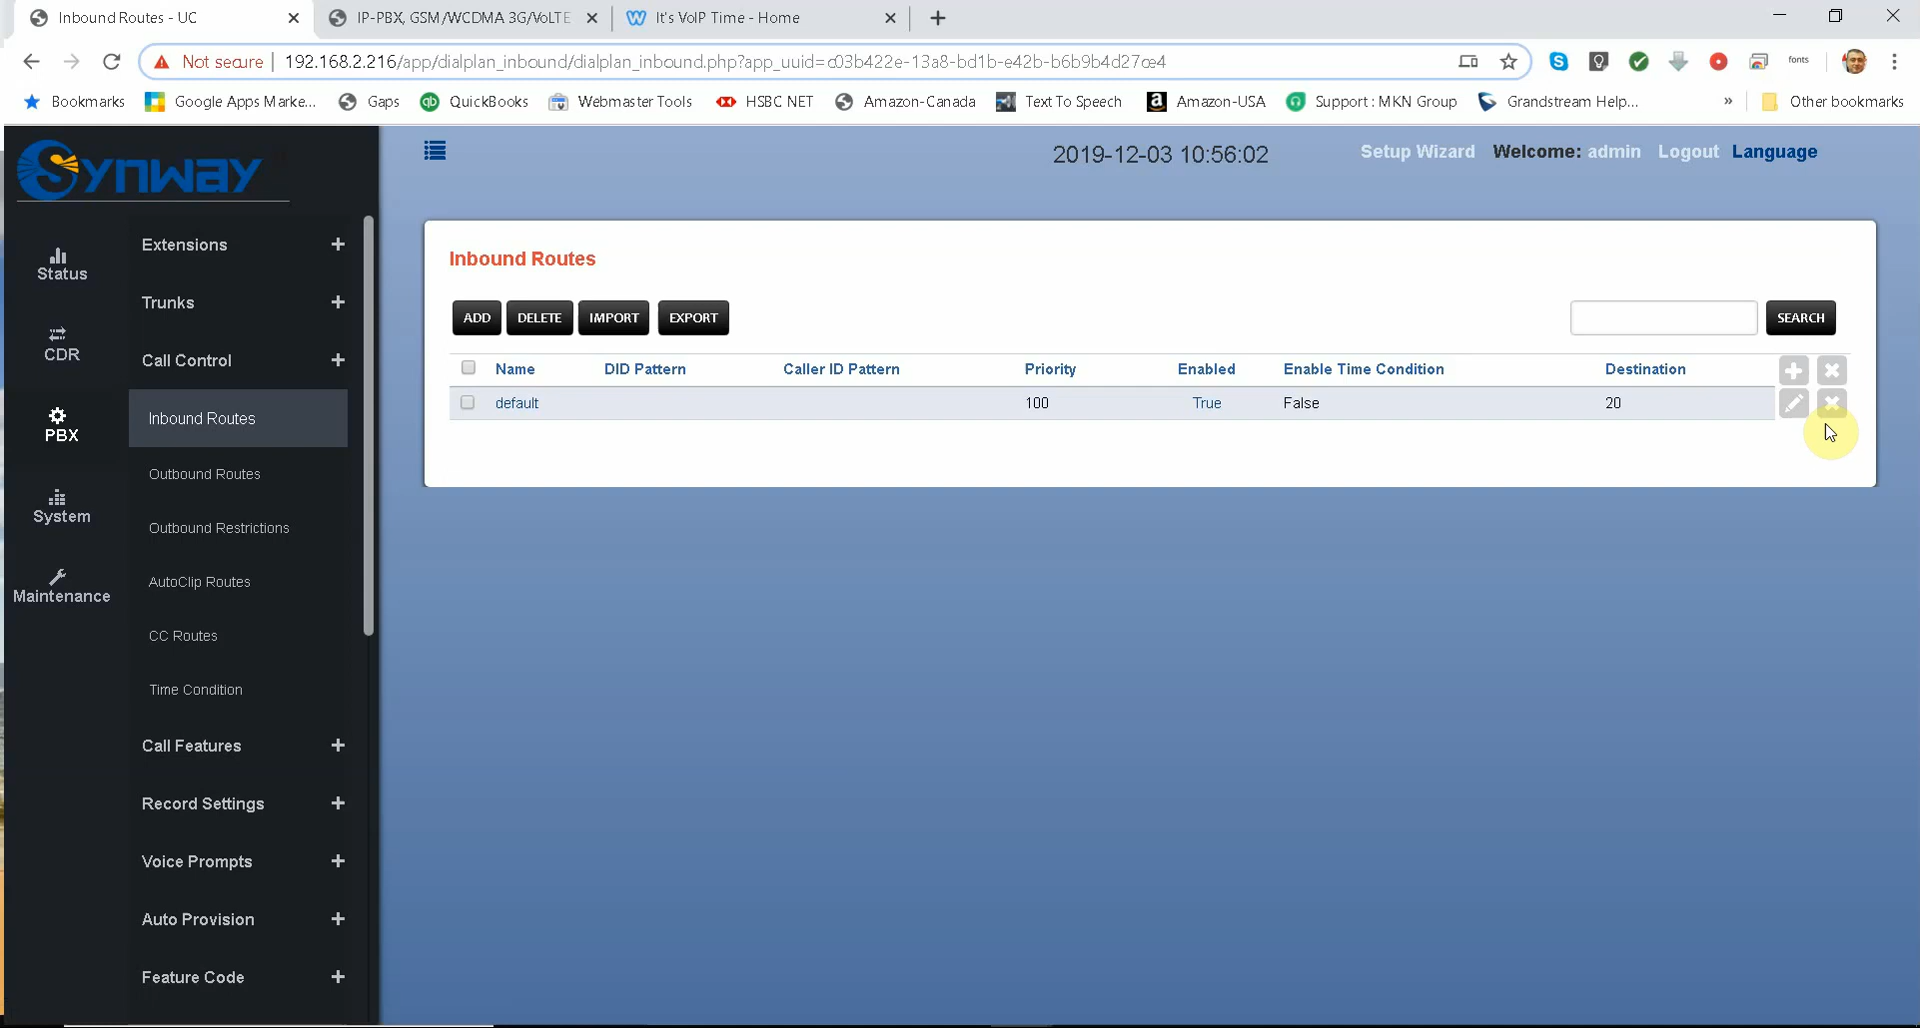 Inbound Routes - UC
IP-PBX, GSM/WCDMA 3G/VoLTE
It's VoIP Time - Home
Not secure
192.168.2.216/app/dialplan_inbound/dialplan_inbound.php?app_uuid=c03b422e-13a8-bd1b-e42b-b6b9b4d27ce4
fonts
Bookmarks
Google Apps Marke...
Gaps
QuickBooks
Webmaster Tools
HSBC NET
Amazon-Canada
Text To Speech
Amazon-USA
Support : MKN Group
Grandstream Help...
»
Other bookmarks
Synway
2019-12-03 10:56:02
Setup Wizard Welcome: admin Logout Language
Status
CDR
PBX
System
Maintenance
Extensions +
Trunks +
Call Control +
Inbound Routes
Outbound Routes
Outbound Restrictions
AutoClip Routes
CC Routes
Time Condition
Call Features +
Record Settings +
Voice Prompts +
Auto Provision +
Feature Code +
Inbound Routes
ADD DELETE IMPORT EXPORT
SEARCH
Name DID Pattern Caller ID Pattern Priority Enabled Enable Time Condition Destination
default 100 True False 20